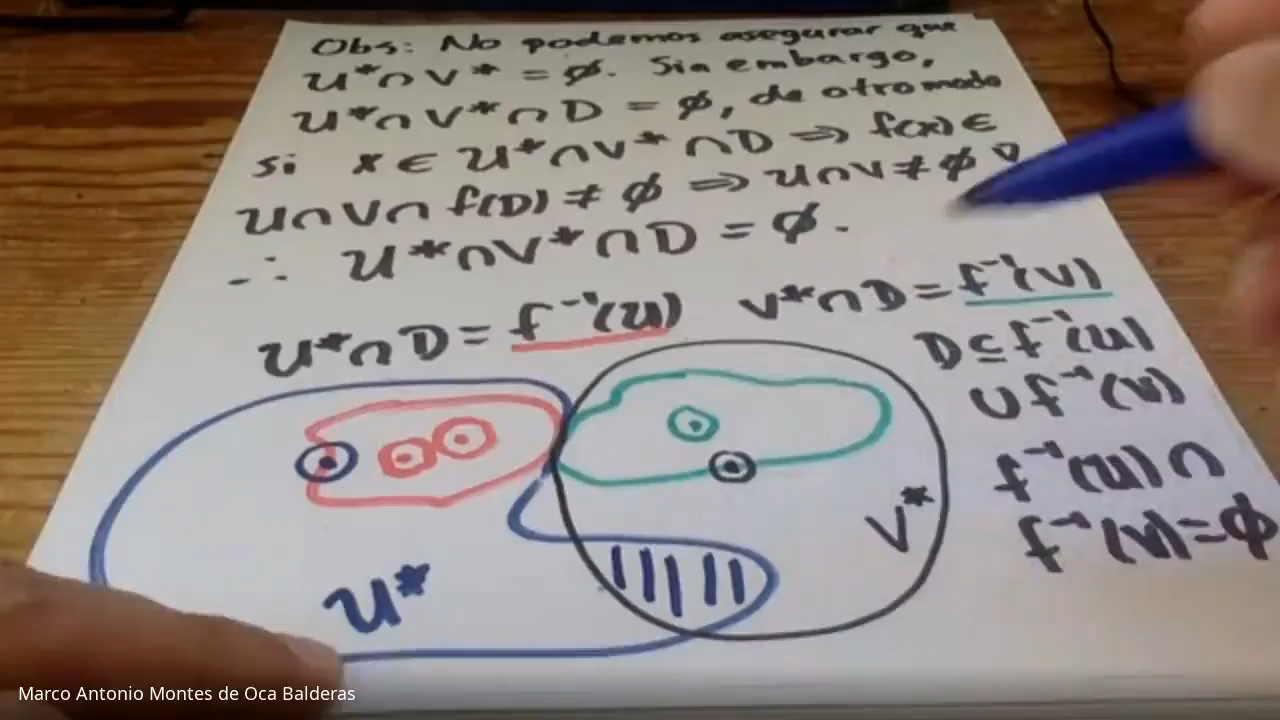 Obs: No podemos asegurar que
U*∩V* = ∅. Sin embargo,
U*∩V*∩D = ∅, de otro modo
si x ∈ U*∩V*∩D ⇒ f(x) ∈
U∩V∩f(D) ≠ ∅ ⇒ U∩V ≠ ∅ ▽
∴ U*∩V*∩D = ∅.
U*∩D = f⁻¹(U) V*∩D = f⁻¹(V)
D ⊆ f⁻¹(U)
∪ f⁻¹(V)
f⁻¹(U) ∩
f⁻¹(V) = ∅
V*
U*
Marco Antonio Montes de Oca Balderas